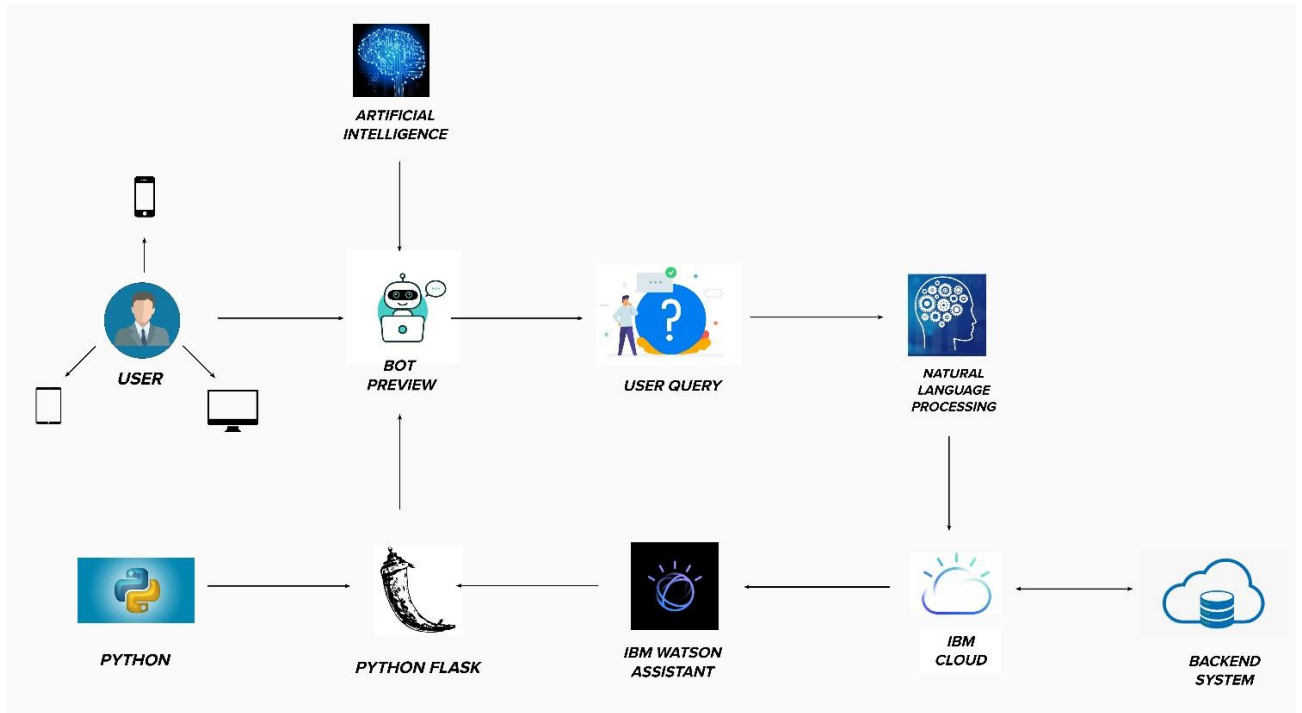 ARTIFICIAL
INTELLIGENCE
USER
BOT
PREVIEW
USER QUERY
NATURAL
LANGUAGE
PROCESSING
PYTHON
PYTHON FLASK
IBM WATSON
ASSISTANT
IBM
CLOUD
BACKEND
SYSTEM